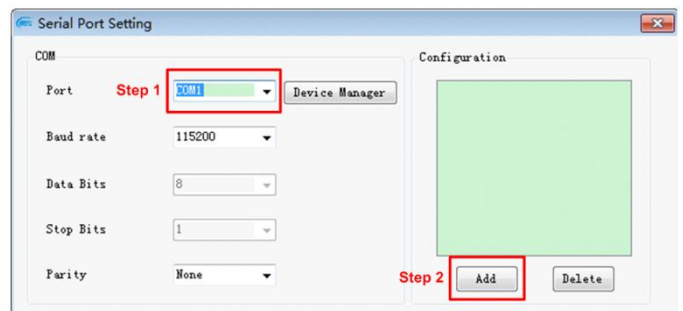 Serial Port Setting
COM
Port Step 1 COM1 Device Manager
Baud rate 115200
Data Bits 8
Stop Bits 1
Parity None
Configuration
Step 2 Add Delete